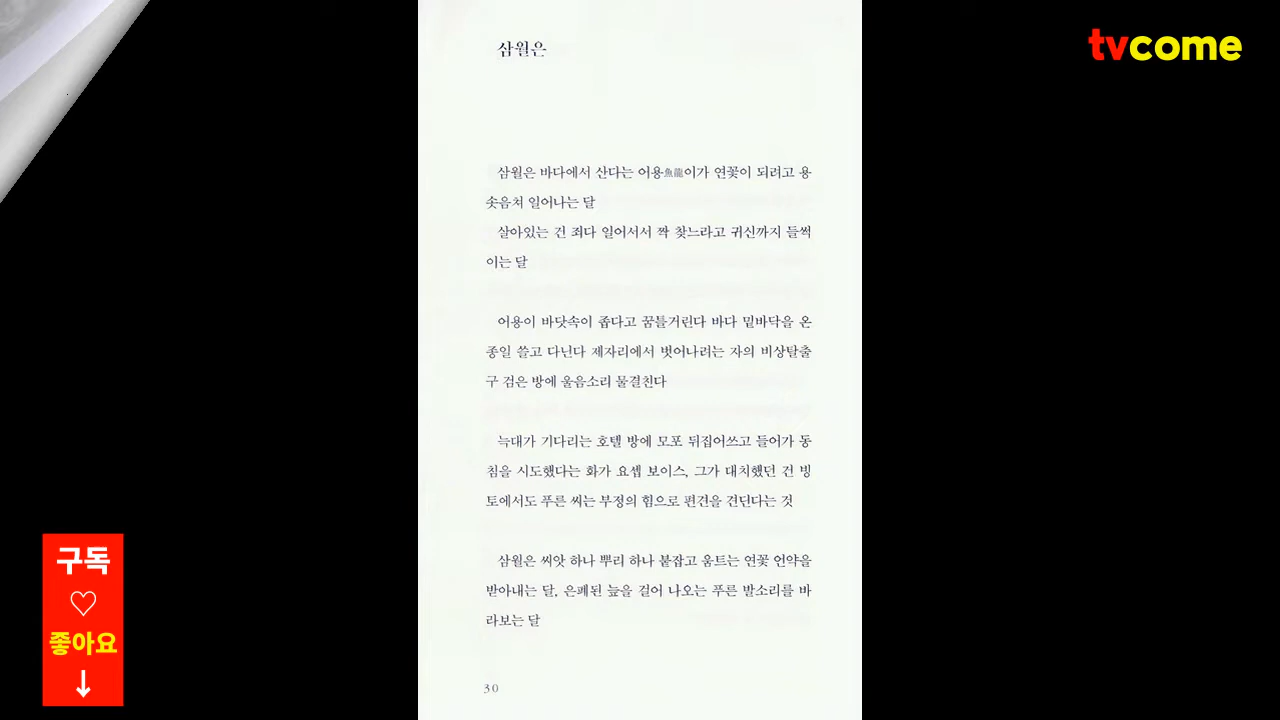 tvcome
삼월은
삼월은 바다에서 산다는 어용魚龍이가 연꽃이 되려고 용
솟음쳐 일어나는 달
살아있는 건 죄다 일어서서 짝 찾느라고 귀신까지 들썩
이는 달
어용이 바닷속이 좁다고 꿈틀거린다 바다 밑바닥을 온
종일 쓸고 다닌다 제자리에서 벗어나려는 자의 비상탈출
구 검은 방에 울음소리 물결친다
늑대가 기다리는 호텔 방에 모포 뒤집어쓰고 들어가 동
침을 시도했다는 화가 요셉 보이스, 그가 대치했던 건 빙
토에서도 푸른 싹는 부정의 힘으로 편견을 견딘다는 것
삼월은 씨앗 하나 뿌리 하나 붙잡고 움트는 연꽃 언약을
받아내는 달, 은폐된 늪을 걸어 나오는 푸른 발소리를 바
라보는 달
30
구독
♡
좋아요
↓